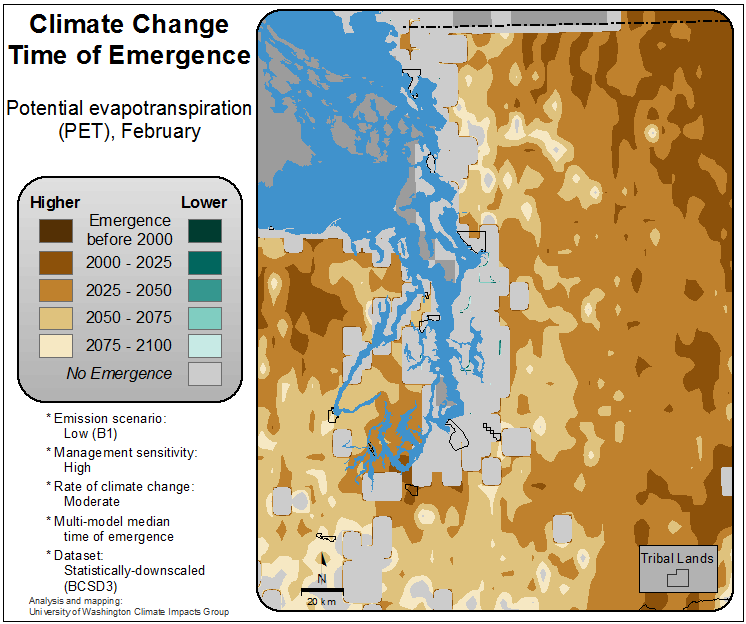 Climate Change
Time of Emergence
Potential evapotranspiration
(PET), February
Higher Lower
Emergence
before 2000
2000 - 2025
2025 - 2050
2050 - 2075
2075 - 2100
No Emergence
* Emission scenario:
Low (B1)
* Management sensitivity:
High
* Rate of climate change:
Moderate
* Multi-model median
time of emergence
* Dataset:
Statistically-downscaled
(BCSD3)
Analysis and mapping:
University of Washington Climate Impacts Group
N
20 km
Tribal Lands